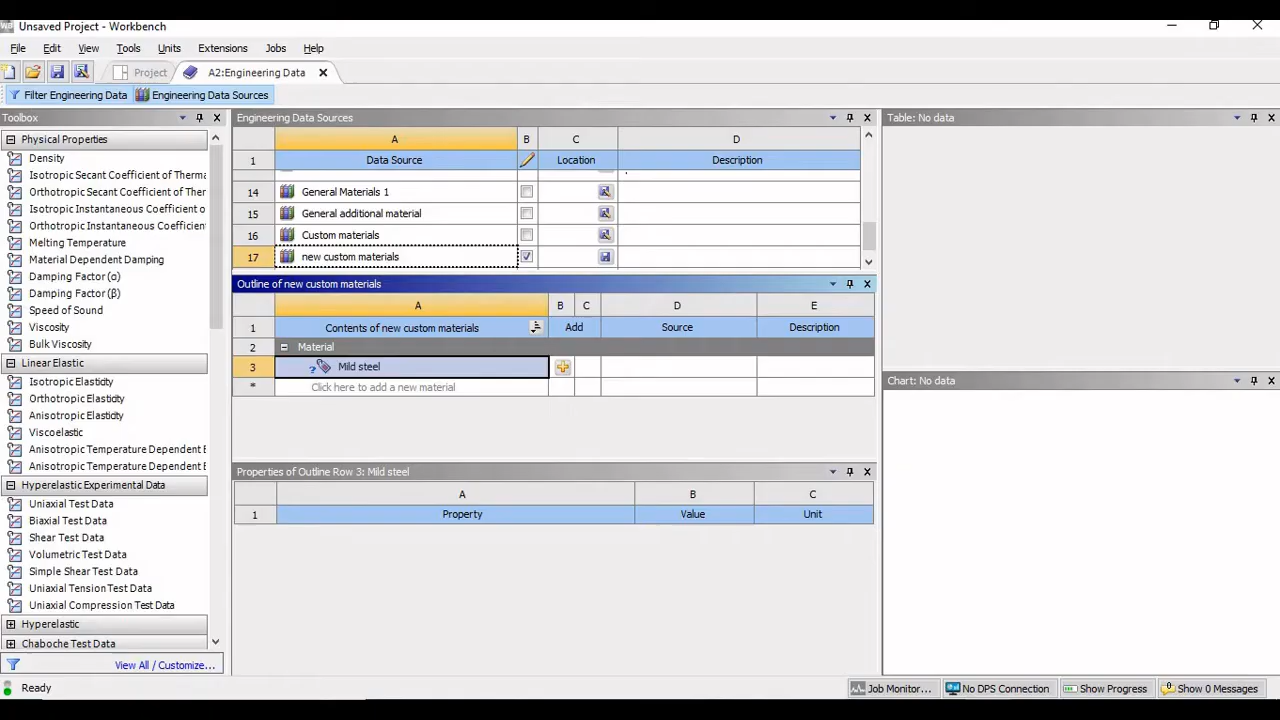 Unsaved Project - Workbench
File Edit View Tools Units Extensions Jobs Help
Project A2:Engineering Data
Filter Engineering Data Engineering Data Sources
Toolbox
Physical Properties
Density
Isotropic Secant Coefficient of Therma
Orthotropic Secant Coefficient of Ther
Isotropic Instantaneous Coefficient o
Orthotropic Instantaneous Coefficien
Melting Temperature
Material Dependent Damping
Damping Factor (α)
Damping Factor (β)
Speed of Sound
Viscosity
Bulk Viscosity
Linear Elastic
Isotropic Elasticity
Orthotropic Elasticity
Anisotropic Elasticity
Viscoelastic
Anisotropic Temperature Dependent E
Anisotropic Temperature Dependent E
Hyperelastic Experimental Data
Uniaxial Test Data
Biaxial Test Data
Shear Test Data
Volumetric Test Data
Simple Shear Test Data
Uniaxial Tension Test Data
Uniaxial Compression Test Data
Hyperelastic
Chaboche Test Data
View All / Customize...
Engineering Data Sources
A B C D
1 Data Source Location Description
14 General Materials 1
15 General additional material
16 Custom materials
17 new custom materials
Outline of new custom materials
A B C D E
1 Contents of new custom materials Add Source Description
2 Material
3 ? Mild steel
* Click here to add a new material
Properties of Outline Row 3: Mild steel
A B C
1 Property Value Unit
Table: No data
Chart: No data
Ready
Job Monitor... No DPS Connection Show Progress Show 0 Messages